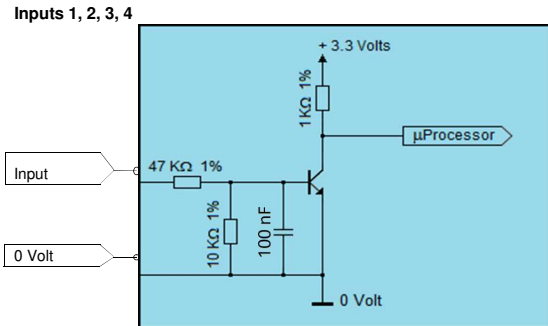 Inputs 1, 2, 3, 4
+ 3.3 Volts
1KΩ 1%
µProcessor
47 KΩ 1%
Input
10 KΩ 1%
100 nF
0 Volt
0 Volt